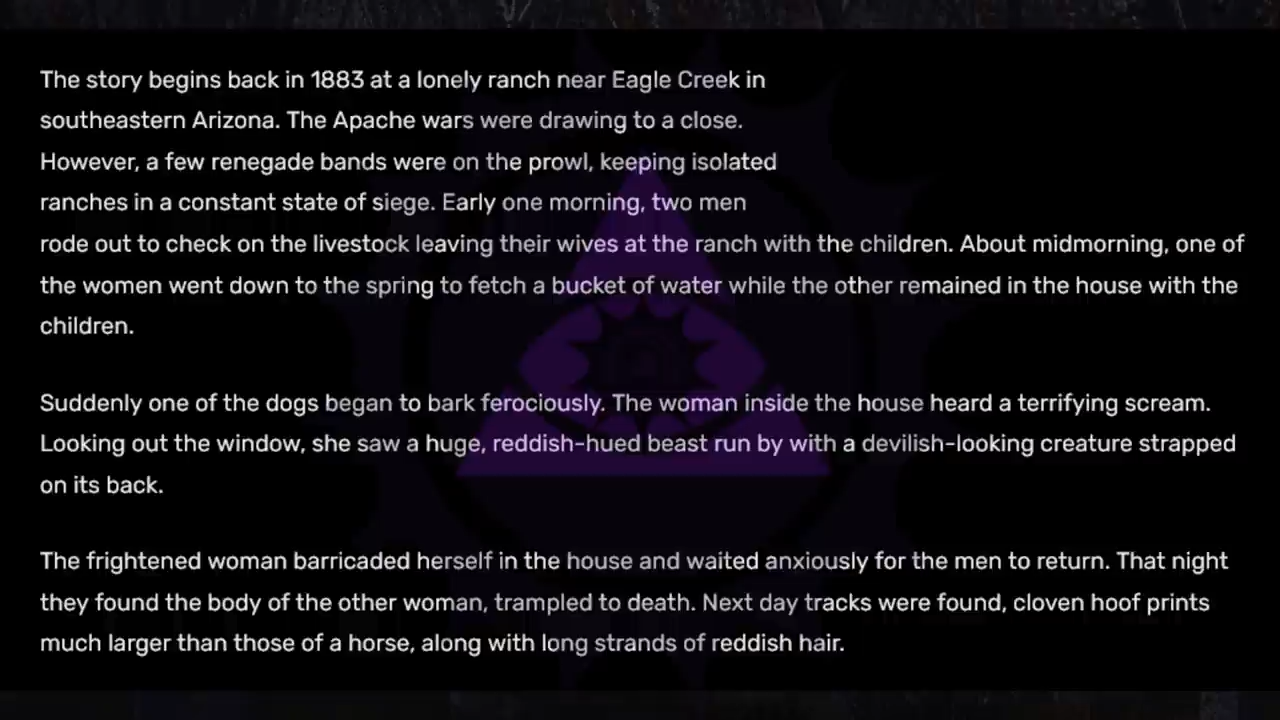 The story begins back in 1883 at a lonely ranch near Eagle Creek in
southeastern Arizona. The Apache wars were drawing to a close.
However, a few renegade bands were on the prowl, keeping isolated
ranches in a constant state of siege. Early one morning, two men
rode out to check on the livestock leaving their wives at the ranch with the children. About midmorning, one of
the women went down to the spring to fetch a bucket of water while the other remained in the house with the
children.
Suddenly one of the dogs began to bark ferociously. The woman inside the house heard a terrifying scream.
Looking out the window, she saw a huge, reddish-hued beast run by with a devilish-looking creature strapped
on its back.
The frightened woman barricaded herself in the house and waited anxiously for the men to return. That night
they found the body of the other woman, trampled to death. Next day tracks were found, cloven hoof prints
much larger than those of a horse, along with long strands of reddish hair.